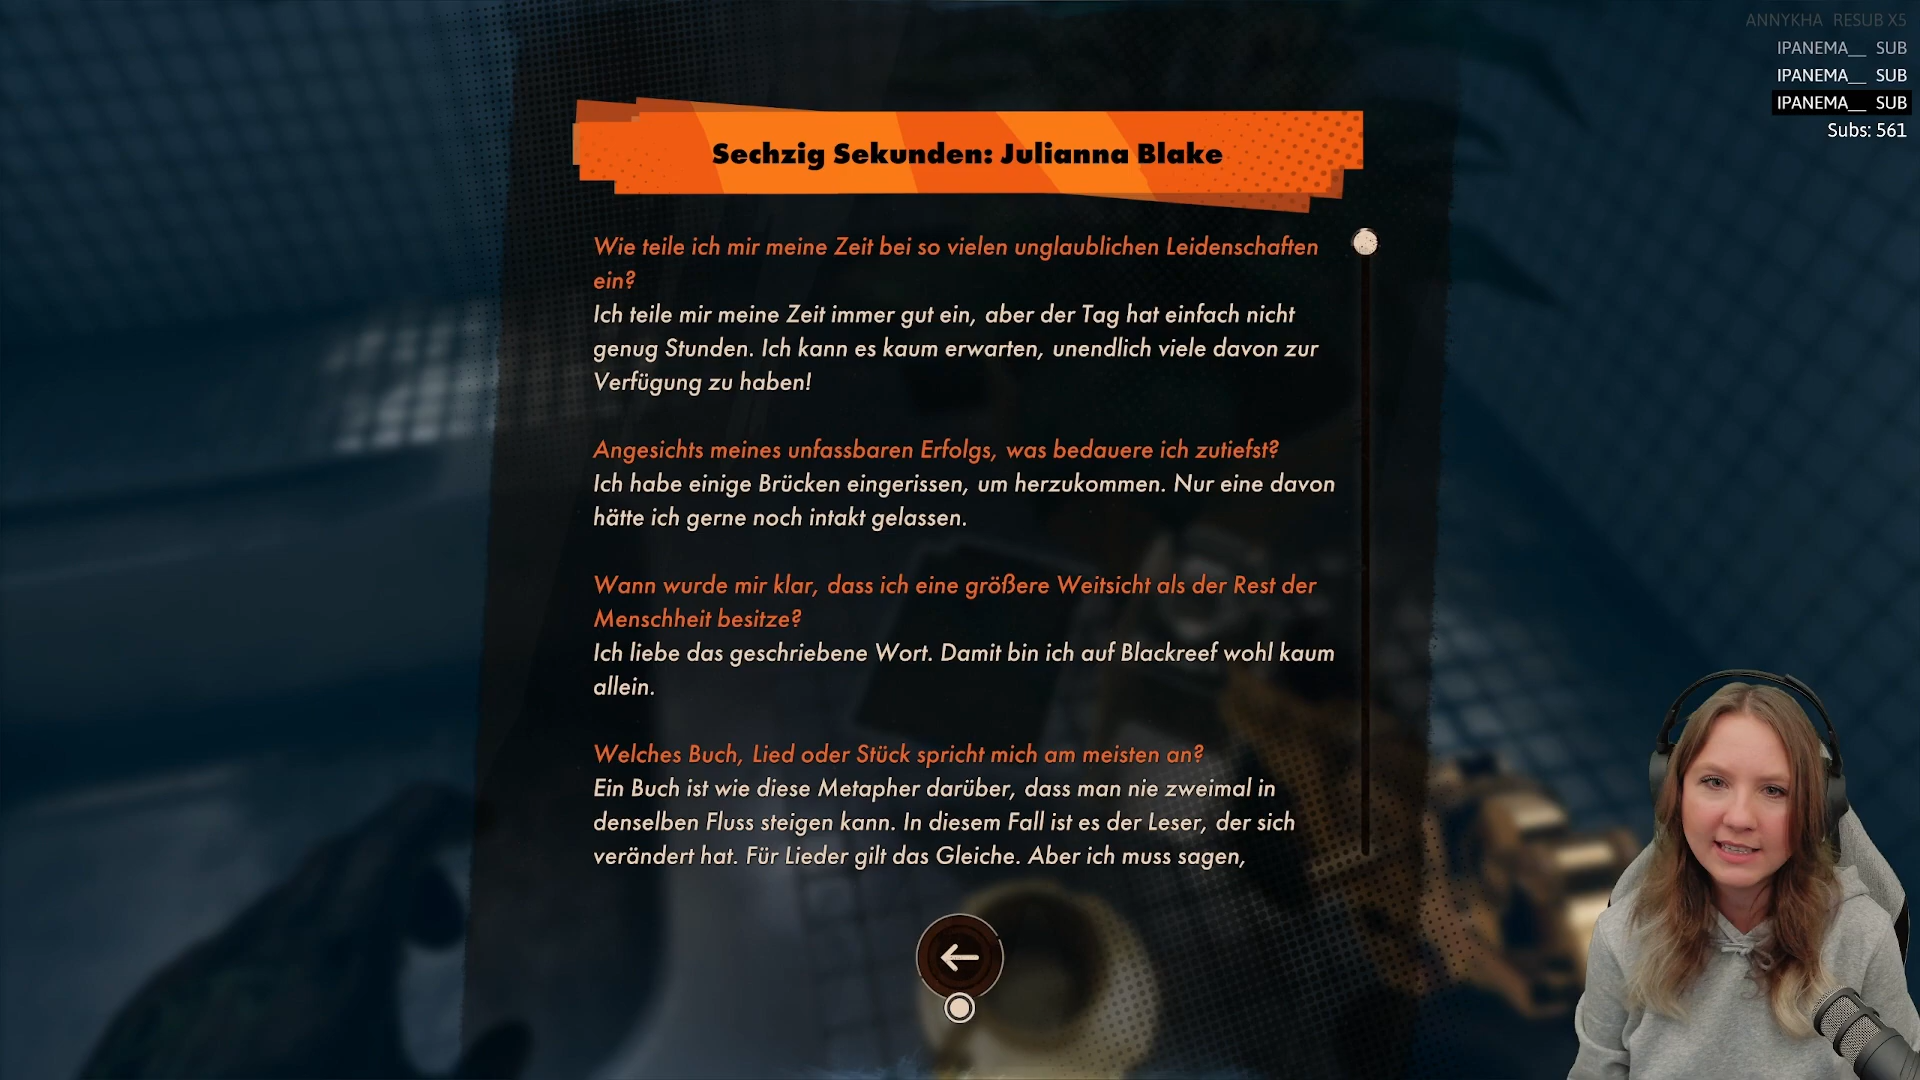 ANNYKHA RESUB X5
IPANEMA__ SUB
IPANEMA__ SUB
IPANEMA__ SUB
Subs: 561
Sechzig Sekunden: Julianna Blake
Wie teile ich mir meine Zeit bei so vielen unglaublichen Leidenschaften
ein?
Ich teile mir meine Zeit immer gut ein, aber der Tag hat einfach nicht
genug Stunden. Ich kann es kaum erwarten, unendlich viele davon zur
Verfügung zu haben!
Angesichts meines unfassbaren Erfolgs, was bedauere ich zutiefst?
Ich habe einige Brücken eingerissen, um herzukommen. Nur eine davon
hätte ich gerne noch intakt gelassen.
Wann wurde mir klar, dass ich eine größere Weitsicht als der Rest der
Menschheit besitze?
Ich liebe das geschriebene Wort. Damit bin ich auf Blackreef wohl kaum
allein.
Welches Buch, Lied oder Stück spricht mich am meisten an?
Ein Buch ist wie diese Metapher darüber, dass man nie zweimal in
denselben Fluss steigen kann. In diesem Fall ist es der Leser, der sich
verändert hat. Für Lieder gilt das Gleiche. Aber ich muss sagen,